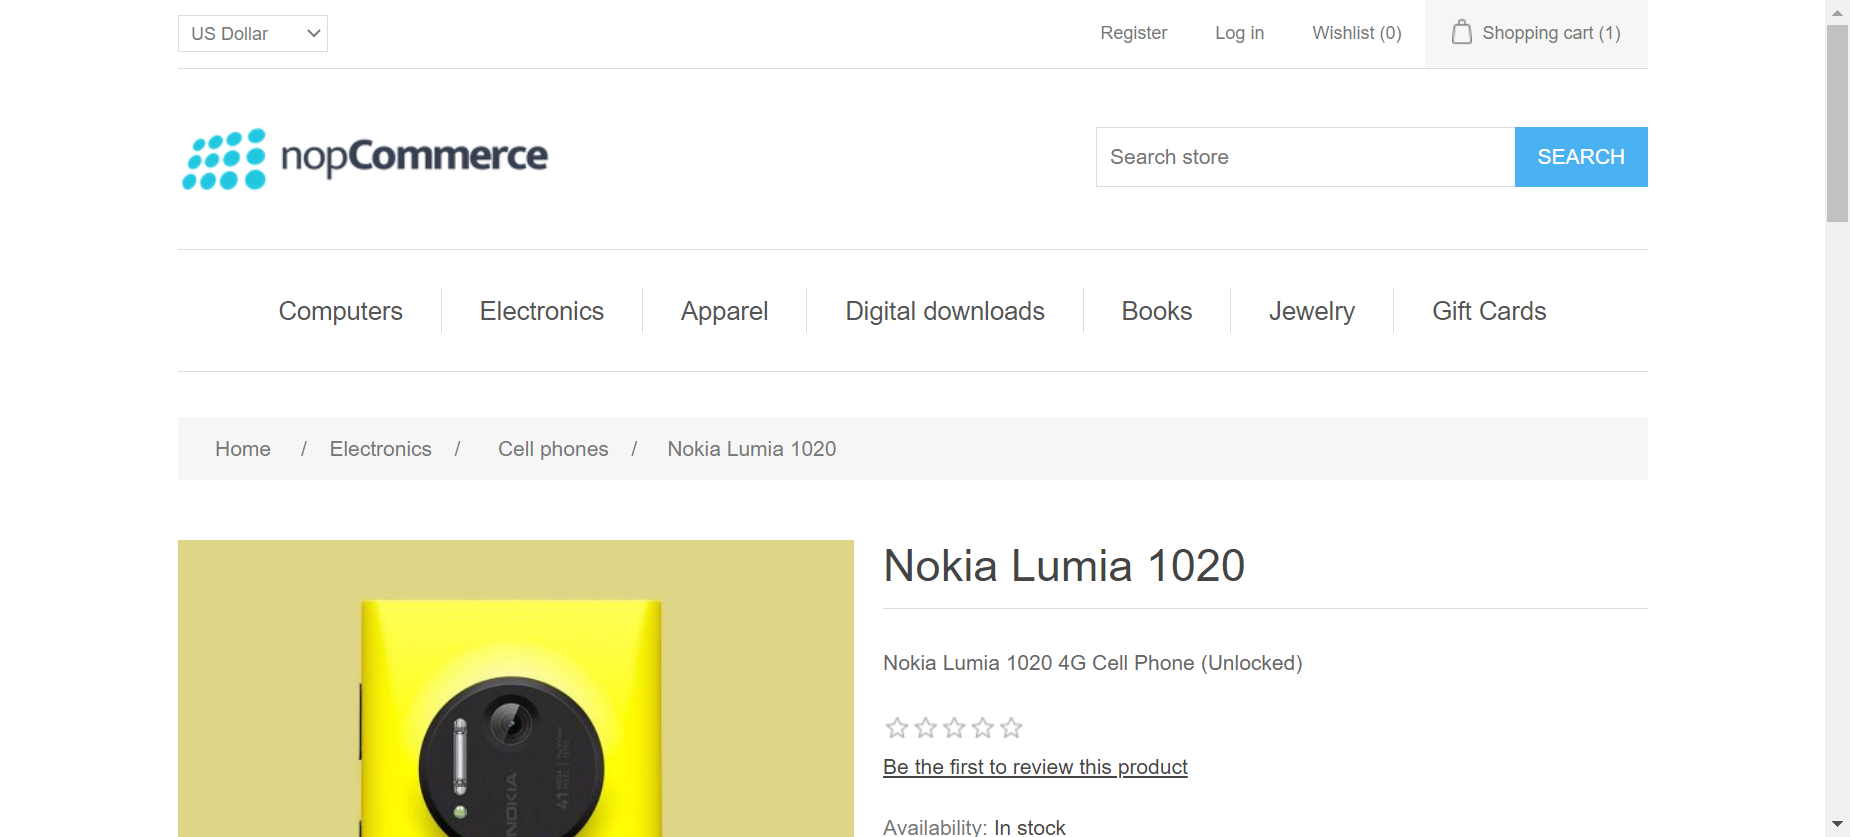 US Dollar
Register Log in Wishlist (0) Shopping cart (1)
nopCommerce
Search store SEARCH
Computers Electronics Apparel Digital downloads Books Jewelry Gift Cards
Home / Electronics / Cell phones / Nokia Lumia 1020
Nokia Lumia 1020
Nokia Lumia 1020 4G Cell Phone (Unlocked)
Be the first to review this product
Availability: In stock
NOKIA
41